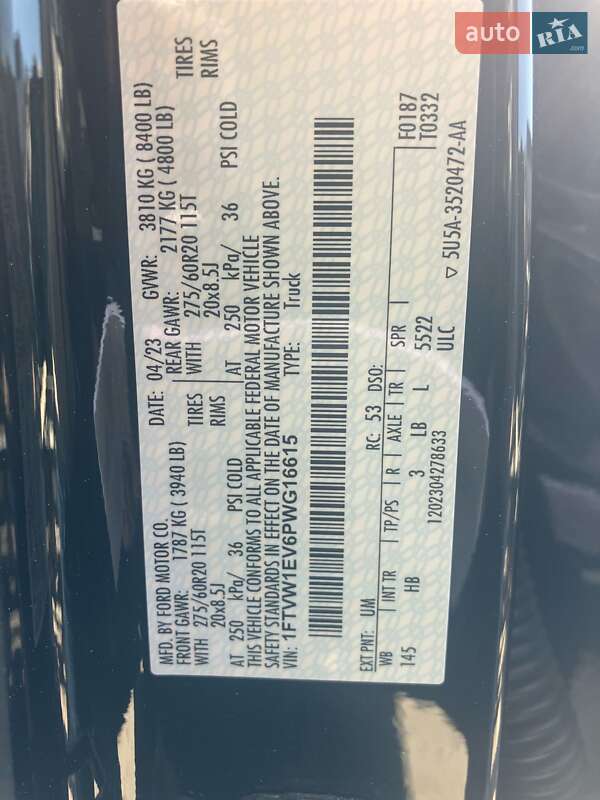 auto RIA .com
MFD. BY FORD MOTOR CO. DATE: 04/23 GVWR: 3810 KG ( 8400 LB)
FRONT GAWR: 1787 KG ( 3940 LB) REAR GAWR: 2177 KG ( 4800 LB)
WITH 275/60R20 115T TIRES WITH 275/60R20 115T TIRES
20x8.5J RIMS 20x8.5J RIMS
AT 250 kPa/ 36 PSI COLD AT 250 kPa/ 36 PSI COLD
THIS VEHICLE CONFORMS TO ALL APPLICABLE FEDERAL MOTOR VEHICLE
SAFETY STANDARDS IN EFFECT ON THE DATE OF MANUFACTURE SHOWN ABOVE.
VIN: 1FTVW1EV6PWG16615 TYPE: Truck
F0187
T0332
EXT PNT: UM RC: 53 DSO:
WB INT TR TP/PS R AXLE TR SPR
145 HB 3 LB L 5522
ULC
1202304278633 ▽ 5U5A-3520472-AA